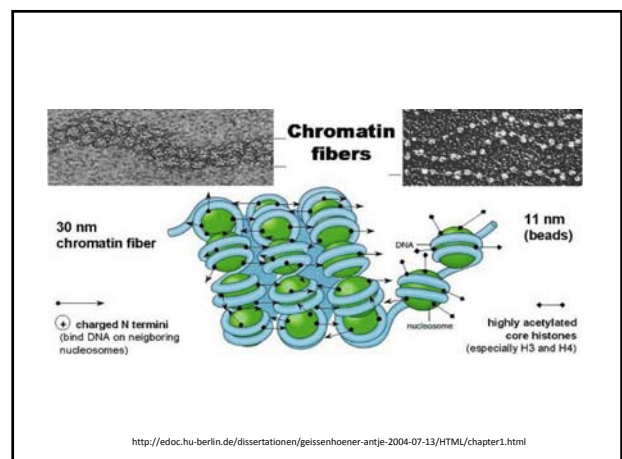 Chromatin
fibers
30 nm
chromatin fiber
11 nm
(beads)
DNA
nucleosome
+ charged N termini
(bind DNA on neigboring
nucleosomes)
highly acetylated
core histones
(especially H3 and H4)
http://edoc.hu-berlin.de/dissertationen/geissenhoener-antje-2004-07-13/HTML/chapter1.html